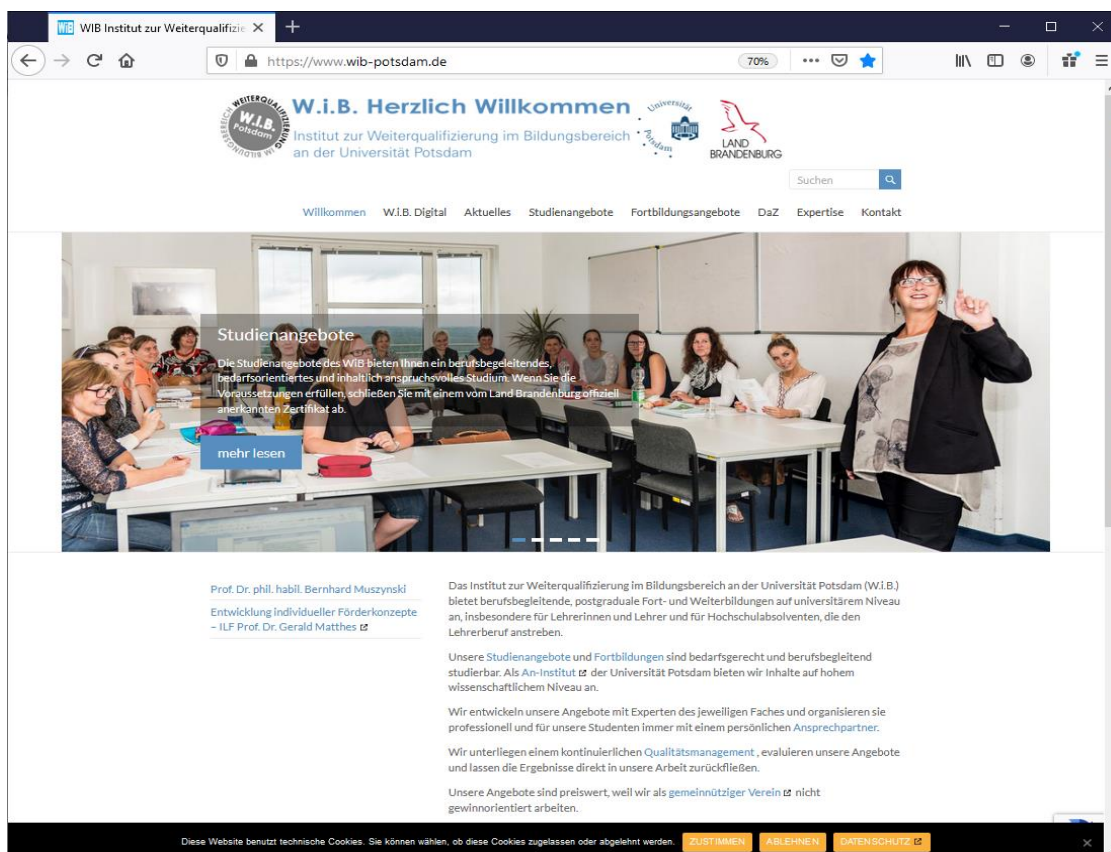 WIB Institut zur Weiterqualifizie
https://www.wib-potsdam.de
70%
WEITERQUALIFIZIERUNG IM BILDUNGSBEREICH
W.I.B.
Potsdam
W.i.B. Herzlich Willkommen
Institut zur Weiterqualifizierung im Bildungsbereich
an der Universität Potsdam
Universität Potsdam
LAND
BRANDENBURG
Suchen
Willkommen W.i.B. Digital Aktuelles Studienangebote Fortbildungsangebote DaZ Expertise Kontakt
Studienangebote
Die Studienangebote des WiB bieten Ihnen ein berufsbegeleitendes,
bedarfsorientiertes und inhaltlich anspruchsvolles Studium. Wenn Sie die
Voraussetzungen erfüllen, schließen Sie mit einem vom Land Brandenburg offiziell
anerkannten Zertifikat ab.
mehr lesen
Prof. Dr. phil. habil. Bernhard Muszynski
Entwicklung individueller Förderkonzepte
– ILF Prof. Dr. Gerald Matthes
Das Institut zur Weiterqualifizierung im Bildungsbereich an der Universität Potsdam (W.i.B.)
bietet berufsbegleitende, postgraduale Fort- und Weiterbildungen auf universitärem Niveau
an, insbesondere für Lehrerinnen und Lehrer und für Hochschulabsolventen, die den
Lehrerberuf anstreben.
Unsere Studienangebote und Fortbildungen sind bedarfsgerecht und berufsbegleitend
studierbar. Als An-Institut der Universität Potsdam bieten wir Inhalte auf hohem
wissenschaftlichem Niveau an.
Wir entwickeln unsere Angebote mit Experten des jeweiligen Faches und organisieren sie
professionell und für unsere Studenten immer mit einem persönlichen Ansprechpartner.
Wir unterliegen einem kontinuierlichen Qualitätsmanagement , evaluieren unsere Angebote
und lassen die Ergebnisse direkt in unsere Arbeit zurückfließen.
Unsere Angebote sind preiswert, weil wir als gemeinnütziger Verein nicht
gewinnorientiert arbeiten.
Diese Website benutzt technische Cookies. Sie können wählen, ob diese Cookies zugelassen oder abgelehnt werden. ZUSTIMMEN ABLEHNEN DATENSCHUTZ